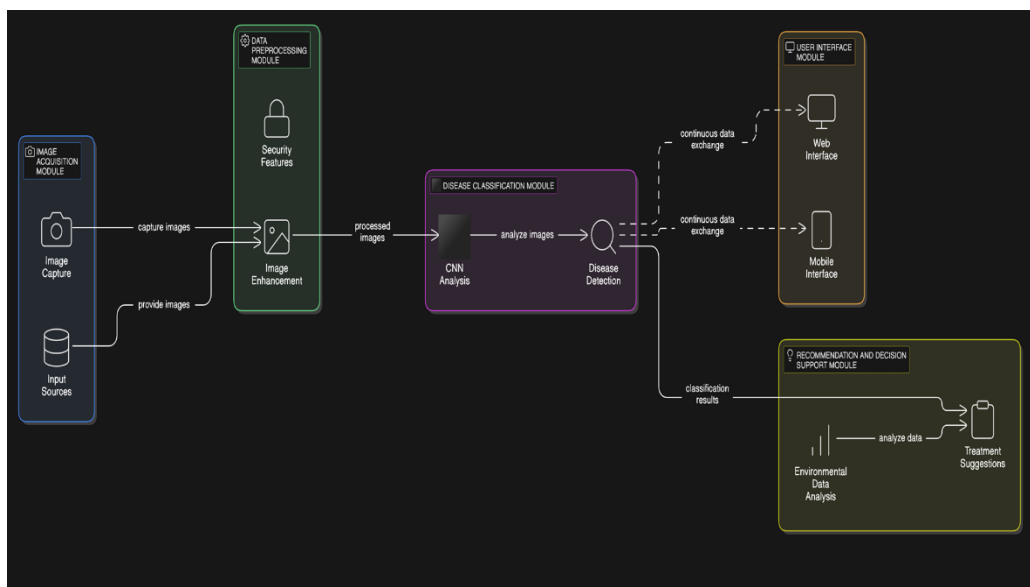 IMAGE
ACQUISITION
MODULE
Image
Capture
Input
Sources
capture images
provide images
DATA
PREPROCESSING
MODULE
Security
Features
Image
Enhancement
processed
images
DISEASE CLASSIFICATION MODULE
CNN
Analysis
analyze images
Disease
Detection
continuous data
exchange
continuous data
exchange
classification
results
USER INTERFACE
MODULE
Web
Interface
Mobile
Interface
RECOMMENDATION AND DECISION
SUPPORT MODULE
Environmental
Data
Analysis
analyze data
Treatment
Suggestions